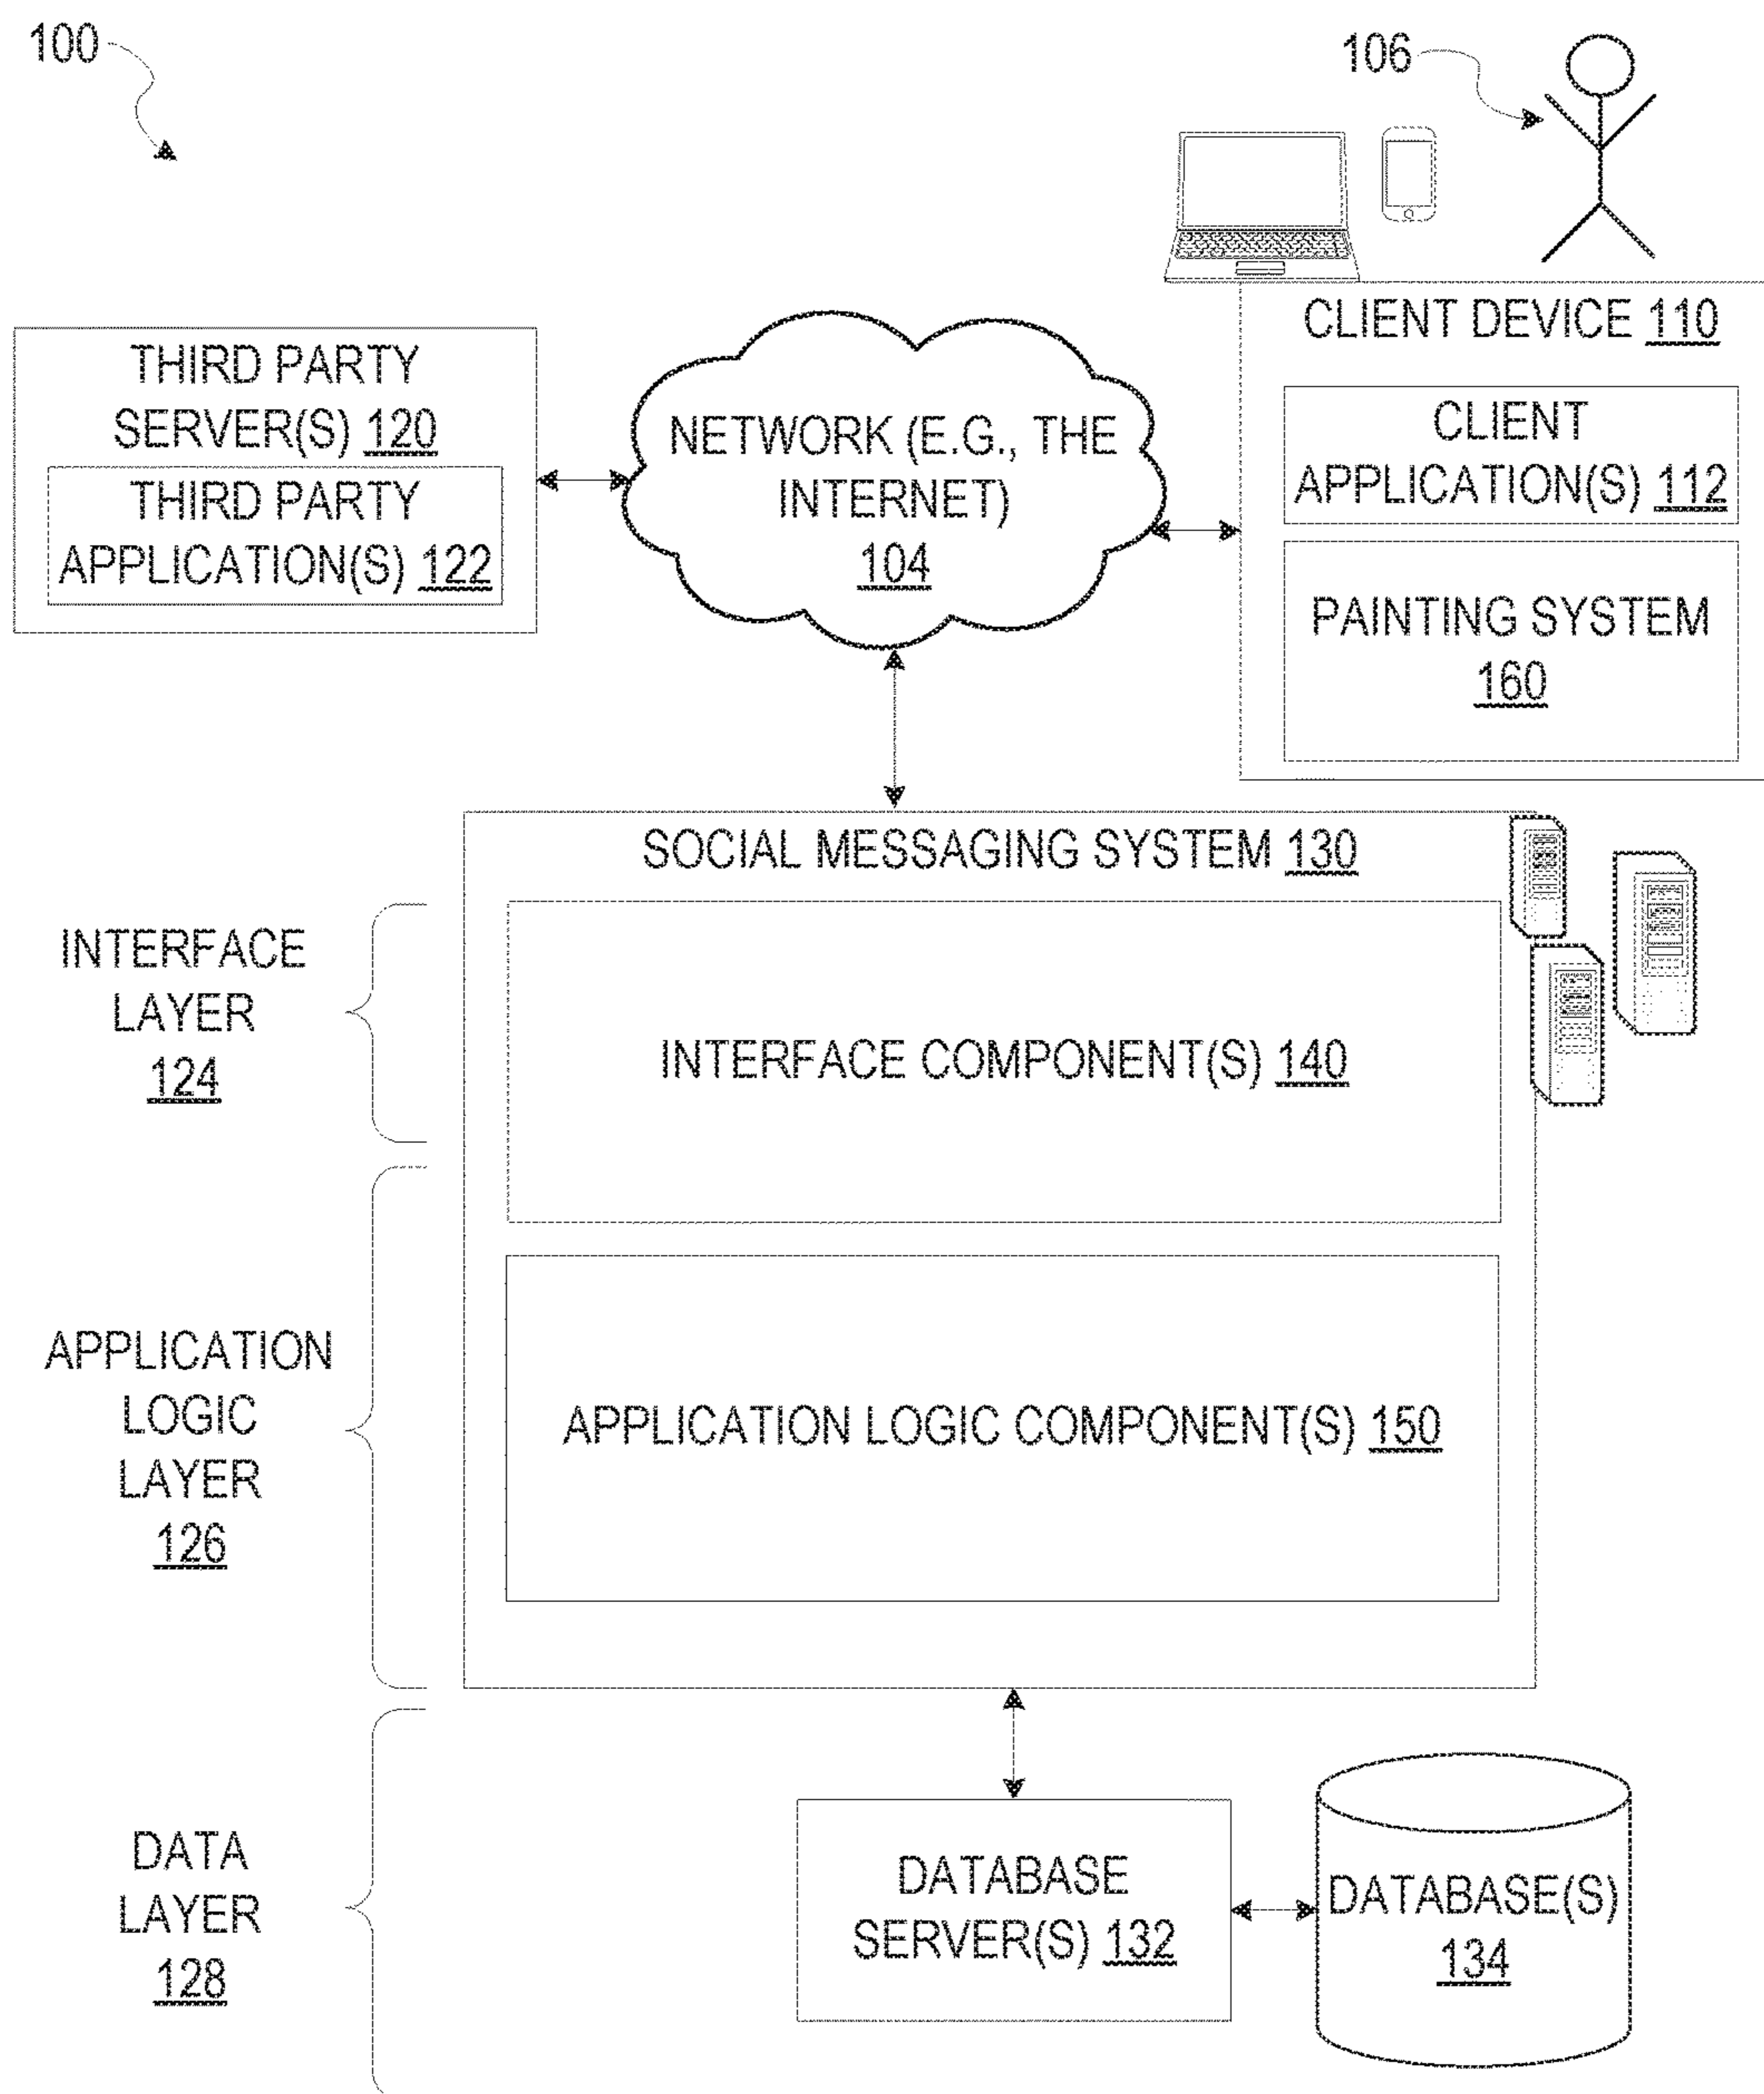 100
106
CLIENT DEVICE 110
CLIENT
APPLICATION(S) 112
PAINTING SYSTEM
160
THIRD PARTY
SERVER(S) 120
THIRD PARTY
APPLICATION(S) 122
NETWORK (E.G., THE
INTERNET)
104
SOCIAL MESSAGING SYSTEM 130
INTERFACE
LAYER
124
INTERFACE COMPONENT(S) 140
APPLICATION
LOGIC
LAYER
126
APPLICATION LOGIC COMPONENT(S) 150
DATA
LAYER
128
DATABASE
SERVER(S) 132
DATABASE(S)
134